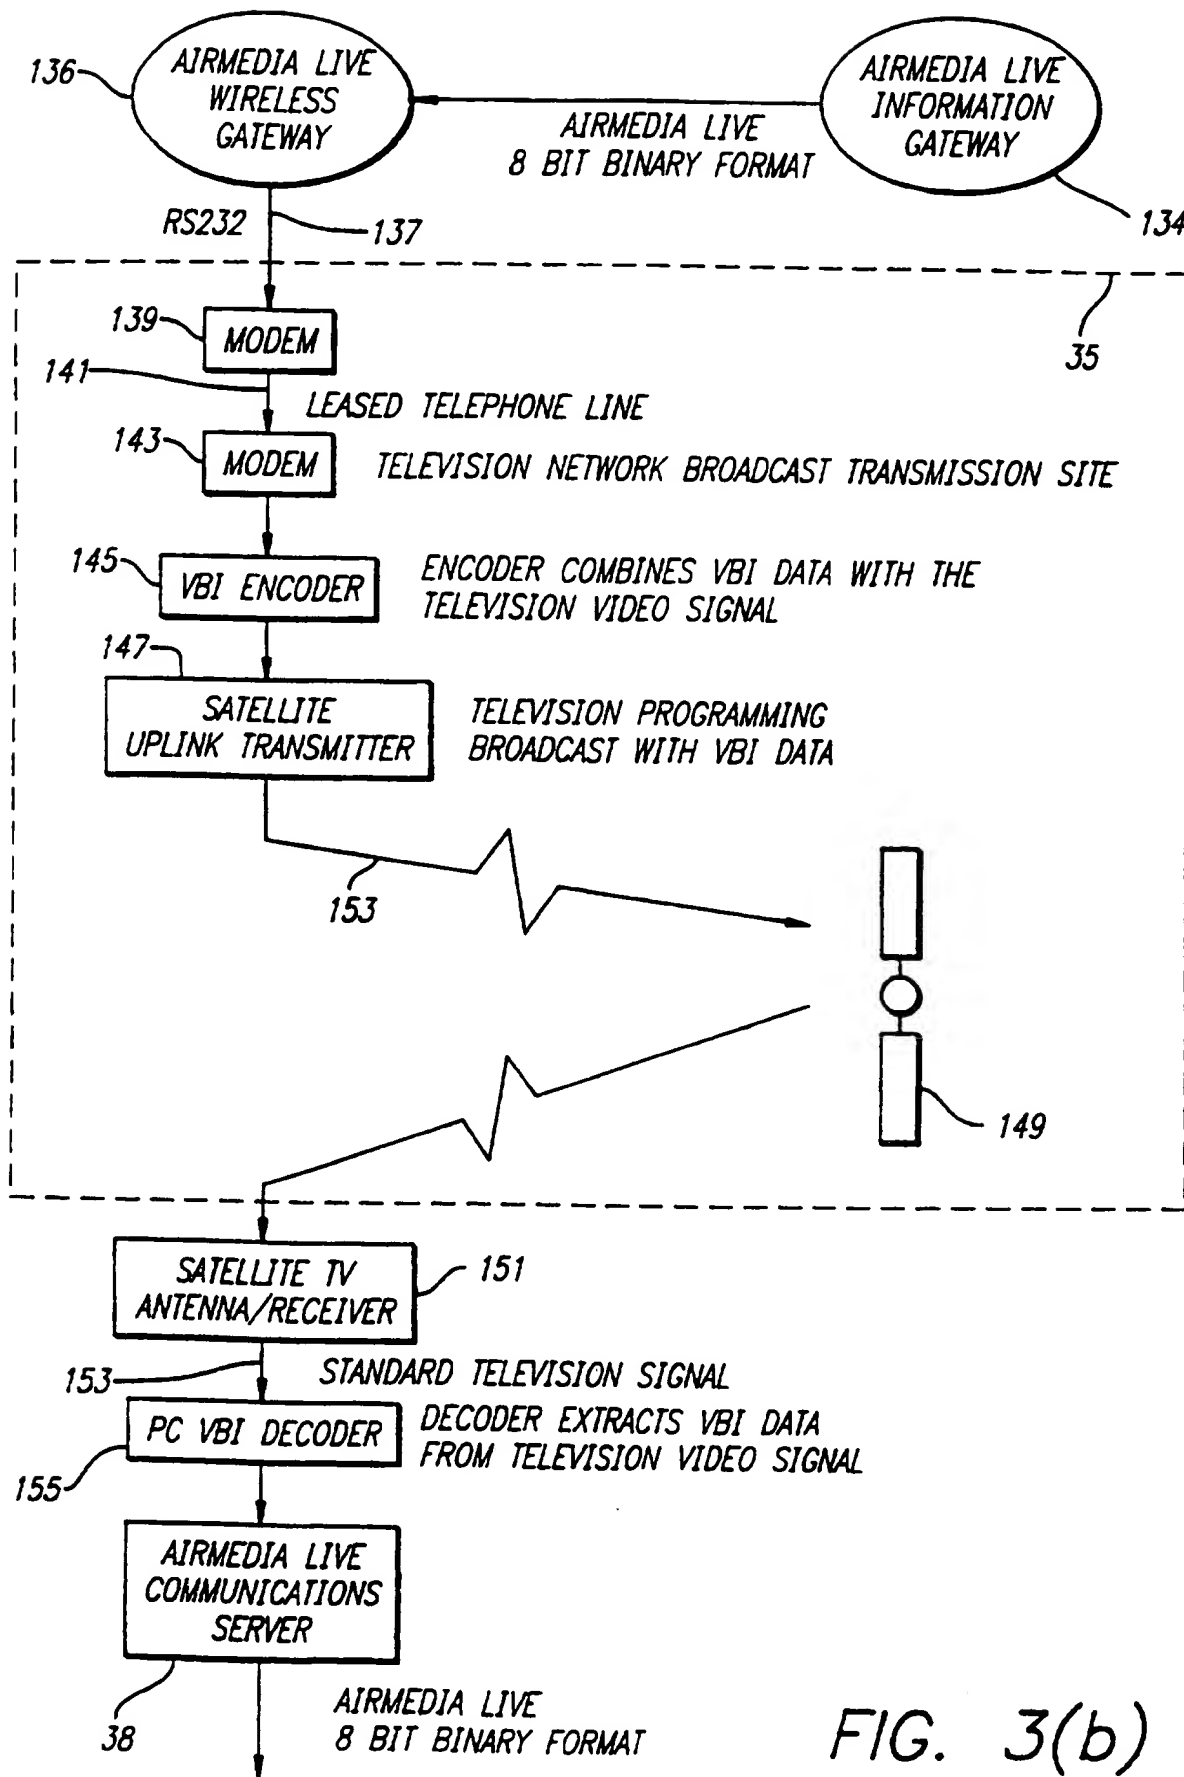 136
AIRMEDIA LIVE
WIRELESS
GATEWAY
AIRMEDIA LIVE
INFORMATION
GATEWAY
AIRMEDIA LIVE
8 BIT BINARY FORMAT
134
RS232
137
35
139
MODEM
141
LEASED TELEPHONE LINE
143
MODEM
TELEVISION NETWORK BROADCAST TRANSMISSION SITE
145
VBI ENCODER
ENCODER COMBINES VBI DATA WITH THE
TELEVISION VIDEO SIGNAL
147
SATELLITE
UPLINK TRANSMITTER
TELEVISION PROGRAMMING
BROADCAST WITH VBI DATA
153
149
SATELLITE TV
ANTENNA/RECEIVER
151
153
STANDARD TELEVISION SIGNAL
PC VBI DECODER
DECODER EXTRACTS VBI DATA
FROM TELEVISION VIDEO SIGNAL
155
AIRMEDIA LIVE
COMMUNICATIONS
SERVER
38
AIRMEDIA LIVE
8 BIT BINARY FORMAT
FIG. 3(b)